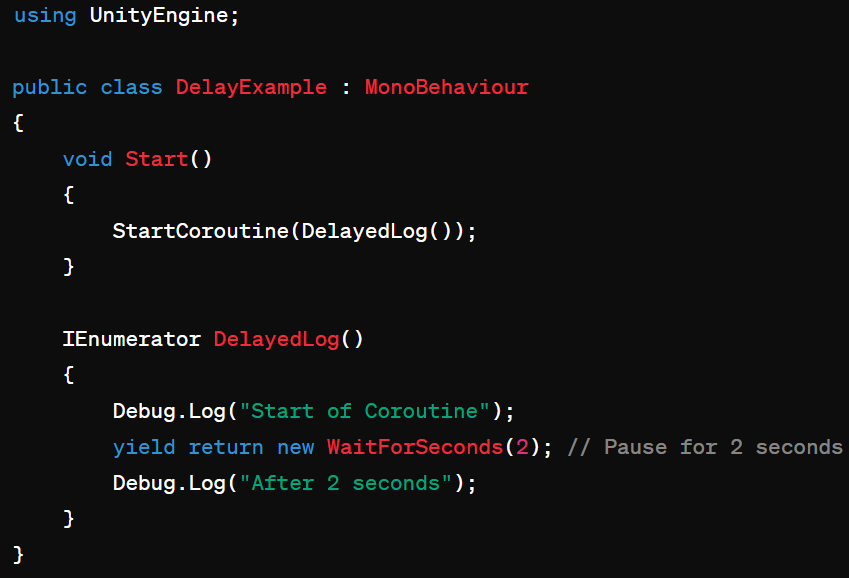 using UnityEngine;
public class DelayExample : MonoBehaviour
{
    void Start()
    {
        StartCoroutine(DelayedLog());
    }
    IEnumerator DelayedLog()
    {
        Debug.Log("Start of Coroutine");
        yield return new WaitForSeconds(2); // Pause for 2 seconds
        Debug.Log("After 2 seconds");
    }
}